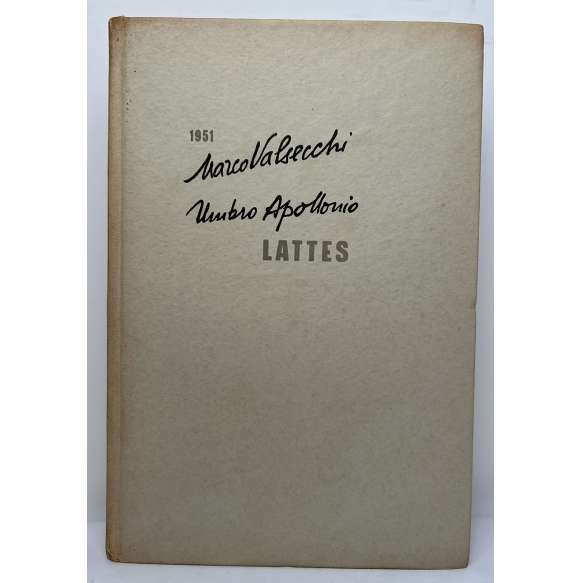 1951
Marco Valsecchi
Umbro Apollonio
LATTES